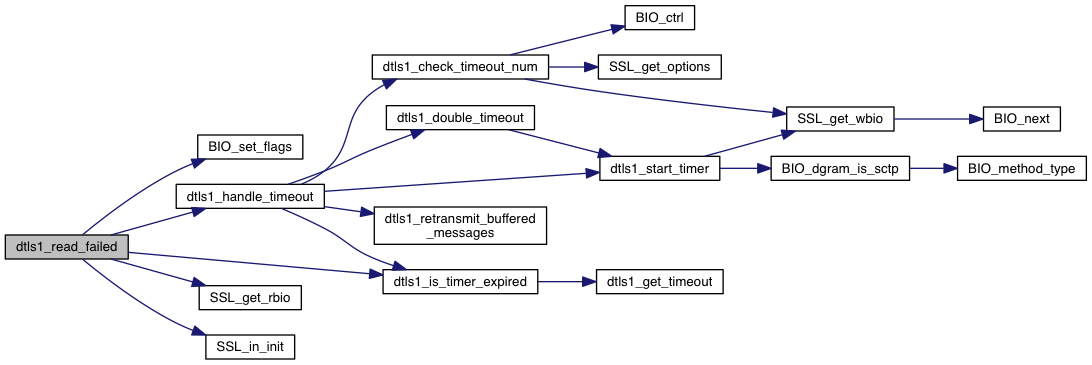 BIO_ctrl
dtls1_check_timeout_num
SSL_get_options
dtls1_double_timeout
SSL_get_wbio
BIO_next
BIO_set_flags
dtls1_start_timer
BIO_dgram_is_sctp
BIO_method_type
dtls1_handle_timeout
dtls1_retransmit_buffered
_messages
dtls1_read_failed
dtls1_is_timer_expired
dtls1_get_timeout
SSL_get_rbio
SSL_in_init